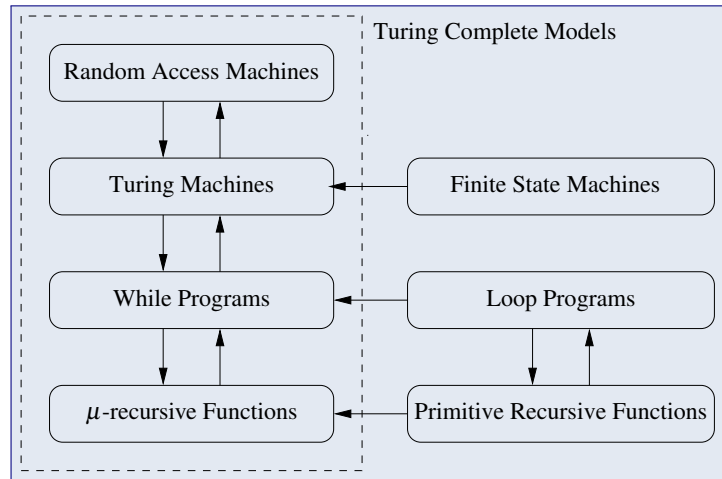 Turing Complete Models
Random Access Machines
Turing Machines
Finite State Machines
While Programs
Loop Programs
μ-recursive Functions
Primitive Recursive Functions